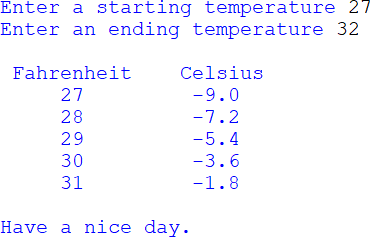 Enter a starting temperature 27
Enter an ending temperature 32
Fahrenheit Celsius
27 -9.0
28 -7.2
29 -5.4
30 -3.6
31 -1.8
Have a nice day.